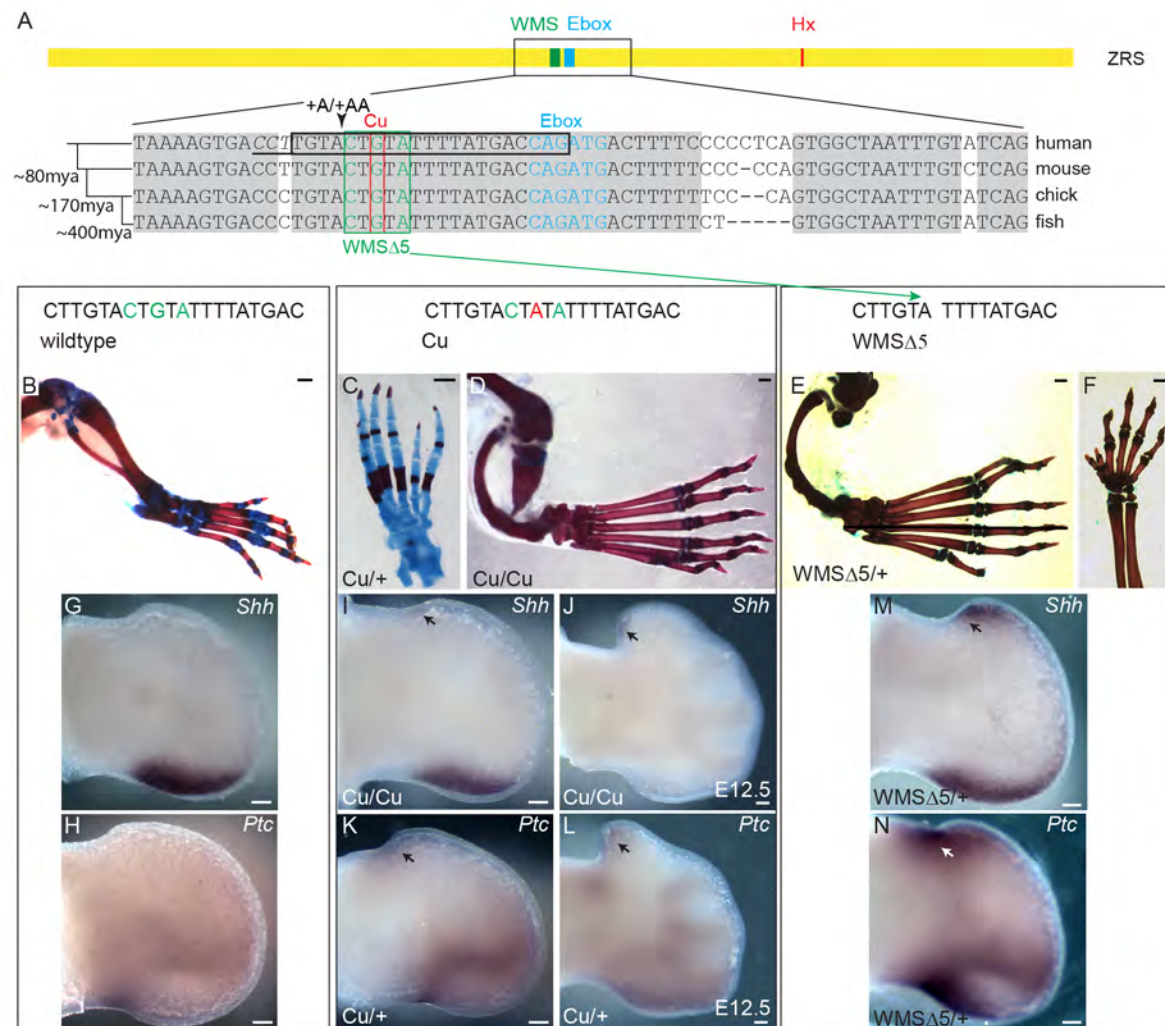 A
WMS Ebox Hx
ZRS
+A/+AA
Cu Ebox
TAAAAGTGACCTTGTACTGTATTTTATGACCAGATGACTTTTCCCCCTCAGTGGCTAATTTGTATCAG human
TAAAAGTGACCTTGTACTGTATTTTATGACCAGATGACTTTTTCCC-CCAGTGGCTAATTTGTCTCAG mouse
~80mya
TAAAAGTGACCCTGTACTGTATTTTATGACCAGATGACTTTTTTCC--CAGTGGCTAATTTGTATCAG chick
~170mya
TAAAAGTGACCCTGTACTGTATTTTATGACCAGATGACTTTTTCT-----GTGGCTAATTTGTATCAG fish
~400mya
WMSΔ5
CTTGTACTGTATTTTATGAC
wildtype
CTTGTACTATATTTTATGAC
Cu
CTTGTA TTTTATGAC
WMSΔ5
B
C
Cu/+
D
Cu/Cu
E
WMSΔ5/+
F
G Shh
H Ptc
I Shh
Cu/Cu
J
Cu/Cu E12.5
K Ptc
Cu/+
L
Cu/+ E12.5
M Shh
WMSΔ5/+
N Ptc
WMSΔ5/+